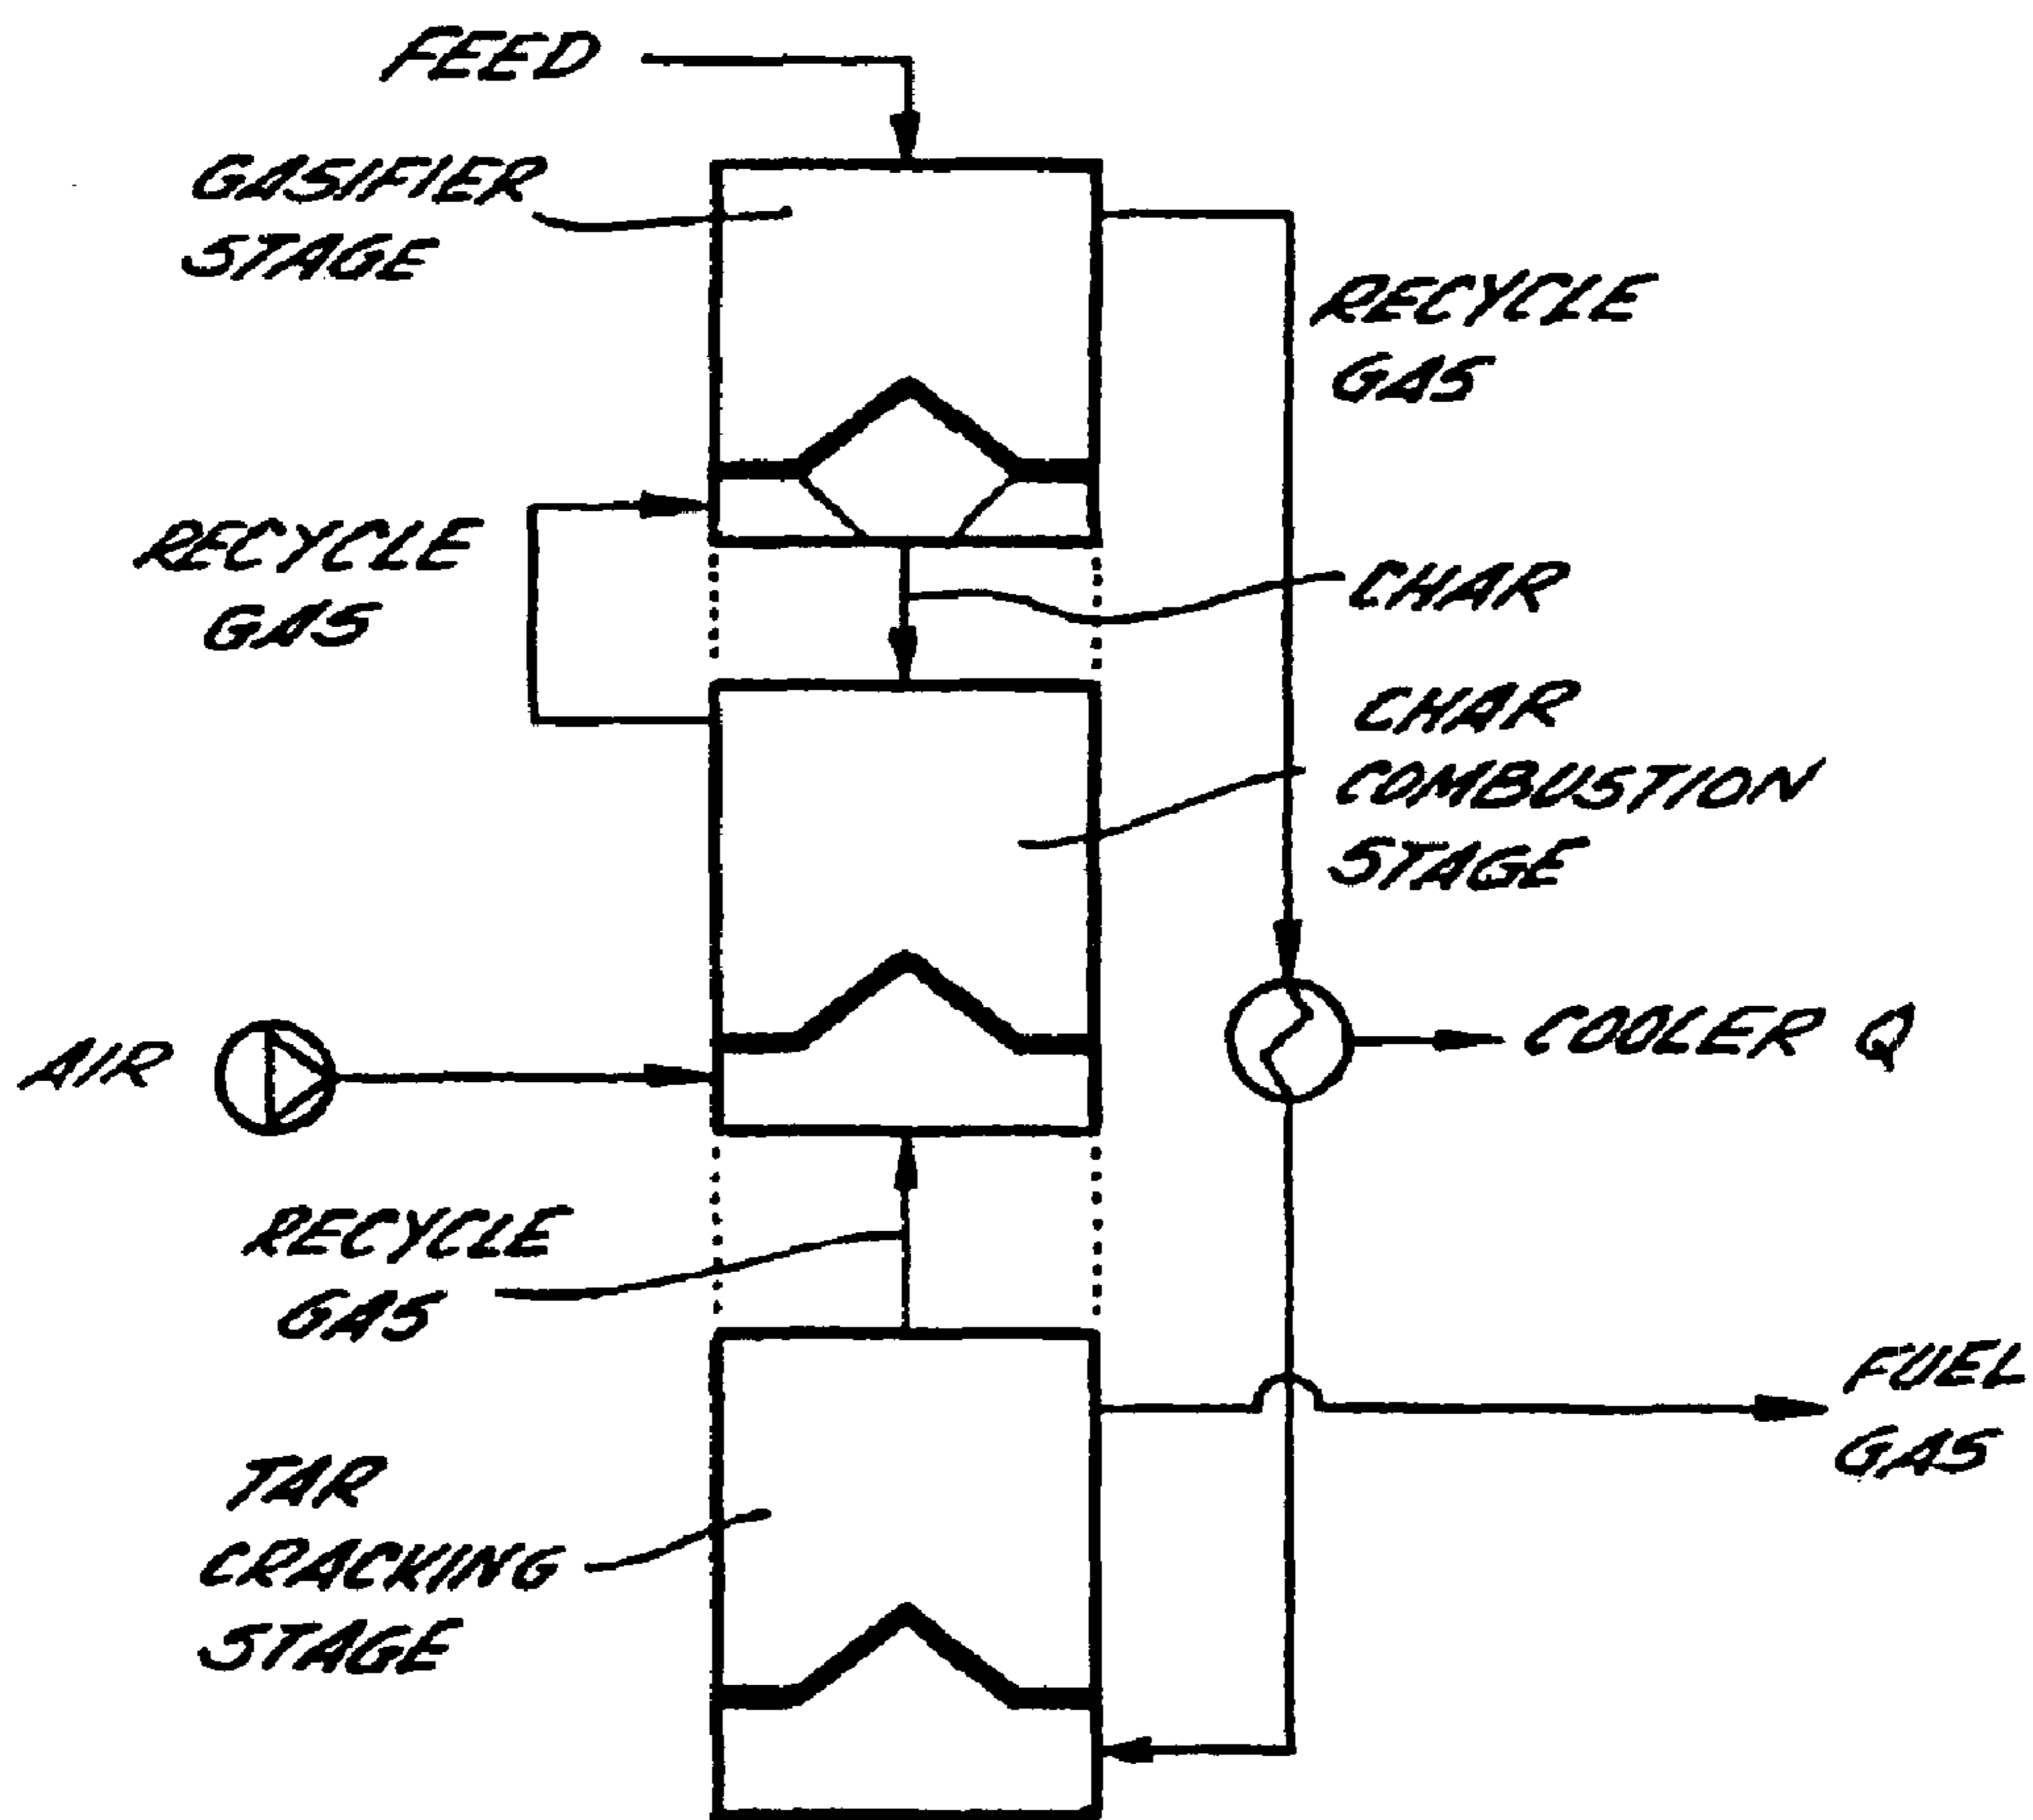 FEED
GASIFIER
STAGE
RECYCLE
GAS
RECYCLE
GAS
CHAR
CHAR
COMBUSTION
STAGE
AIR
COOLER Q
RECYCLE
GAS
FUEL
GAS
TAR
CRACKING
STAGE